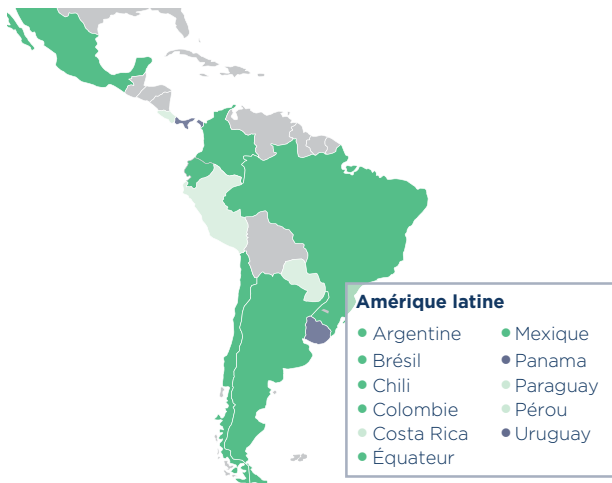 Amérique latine
Argentine
Brésil
Chili
Colombie
Costa Rica
Équateur
Mexique
Panama
Paraguay
Pérou
Uruguay